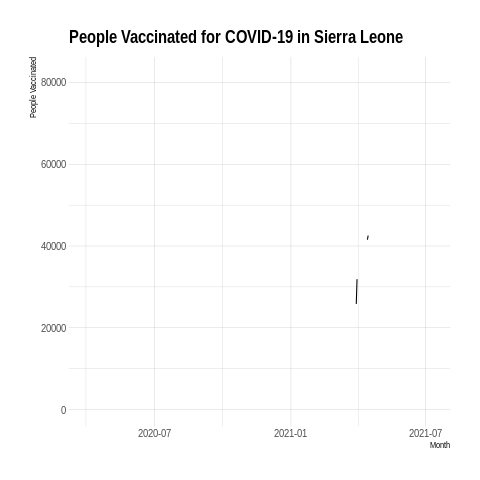 People Vaccinated for COVID-19 in Sierra Leone
People Vaccinated
80000
60000
40000
20000
0
2020-07
2021-01
2021-07
Month